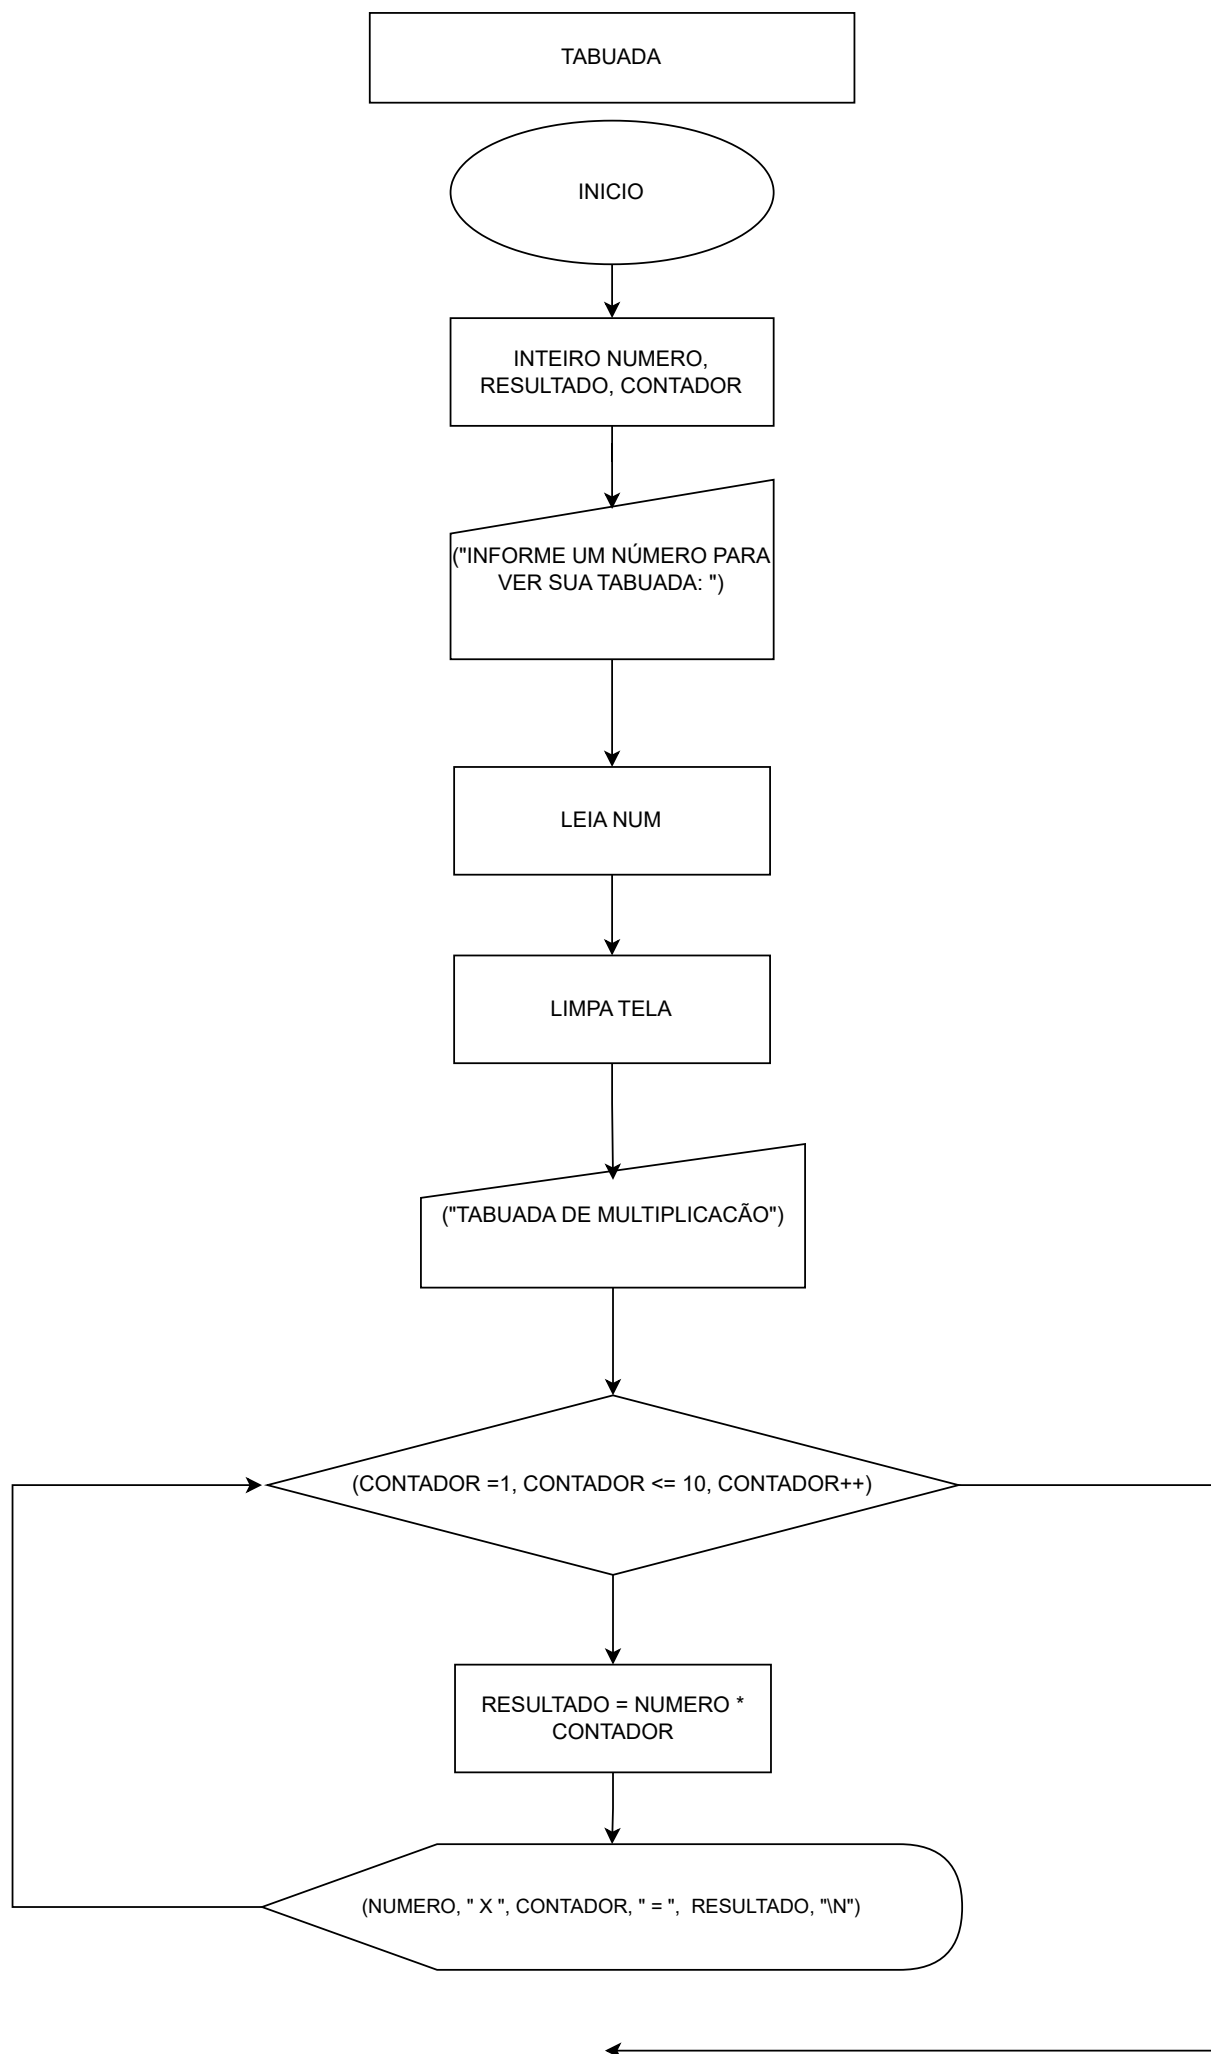 TABUADA
INICIO
INTEIRO NUMERO,
RESULTADO, CONTADOR
("INFORME UM NÚMERO PARA
VER SUA TABUADA: ")
LEIA NUM
LIMPA TELA
("TABUADA DE MULTIPLICACÃO")
(CONTADOR =1, CONTADOR <= 10, CONTADOR++)
RESULTADO = NUMERO *
CONTADOR
(NUMERO, " X ", CONTADOR, " = ",  RESULTADO, "\N")